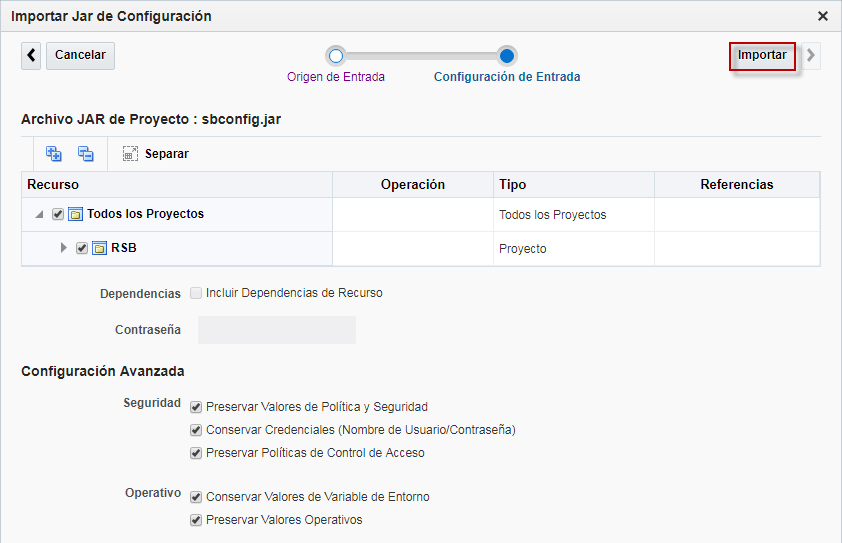 Importar Jar de Configuración
Cancelar
Importar
Origen de Entrada
Configuración de Entrada
Archivo JAR de Proyecto : sbconfig.jar
Separar
Recurso Operación Tipo Referencias
Todos los Proyectos Todos los Proyectos
RSB Proyecto
Dependencias Incluir Dependencias de Recurso
Contraseña
Configuración Avanzada
Seguridad Preservar Valores de Política y Seguridad
Conservar Credenciales (Nombre de Usuario/Contraseña)
Preservar Políticas de Control de Acceso
Operativo Conservar Valores de Variable de Entorno
Preservar Valores Operativos